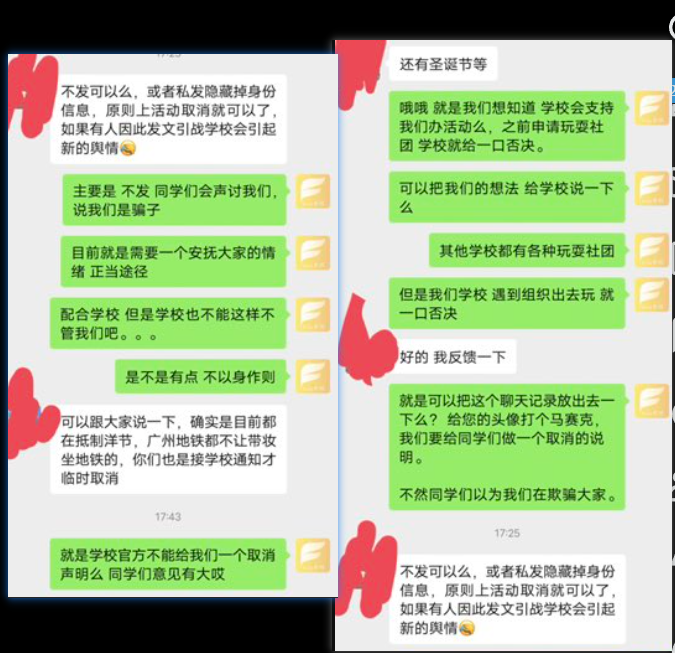 17:25
不发可以么，或者私发隐藏掉身份
信息，原则上活动取消就可以了，
如果有人因此发文引战学校会引起
新的舆情
主要是 不发 同学们会声讨我们，
说我们是骗子
目前就是需要一个安抚大家的情
绪 正当途径
配合学校 但是学校也不能这样不
管我们吧。。。
是不是有点 不以身作则
可以跟大家说一下，确实是目前都
在抵制洋节，广州地铁都不让带妆
坐地铁的，你们也是接学校通知才
临时取消
17:43
就是学校官方不能给我们一个取消
声明么 同学们意见有大哎
还有圣诞节等
哦哦 就是我们想知道 学校会支持
我们办活动么，之前申请玩耍社
团 学校就给一口否决。
可以把我们的想法 给学校说一下
么
其他学校都有各种玩耍社团
但是我们学校 遇到组织出去玩 就
一口否决
好的 我反馈一下
就是可以把这个聊天记录放出去一
下么？ 给您的头像打个马赛克，
我们要给同学们做一个取消的说
明。
不然同学们以为我们在欺骗大家。
17:25
不发可以么，或者私发隐藏掉身份
信息，原则上活动取消就可以了，
如果有人因此发文引战学校会引起
新的舆情